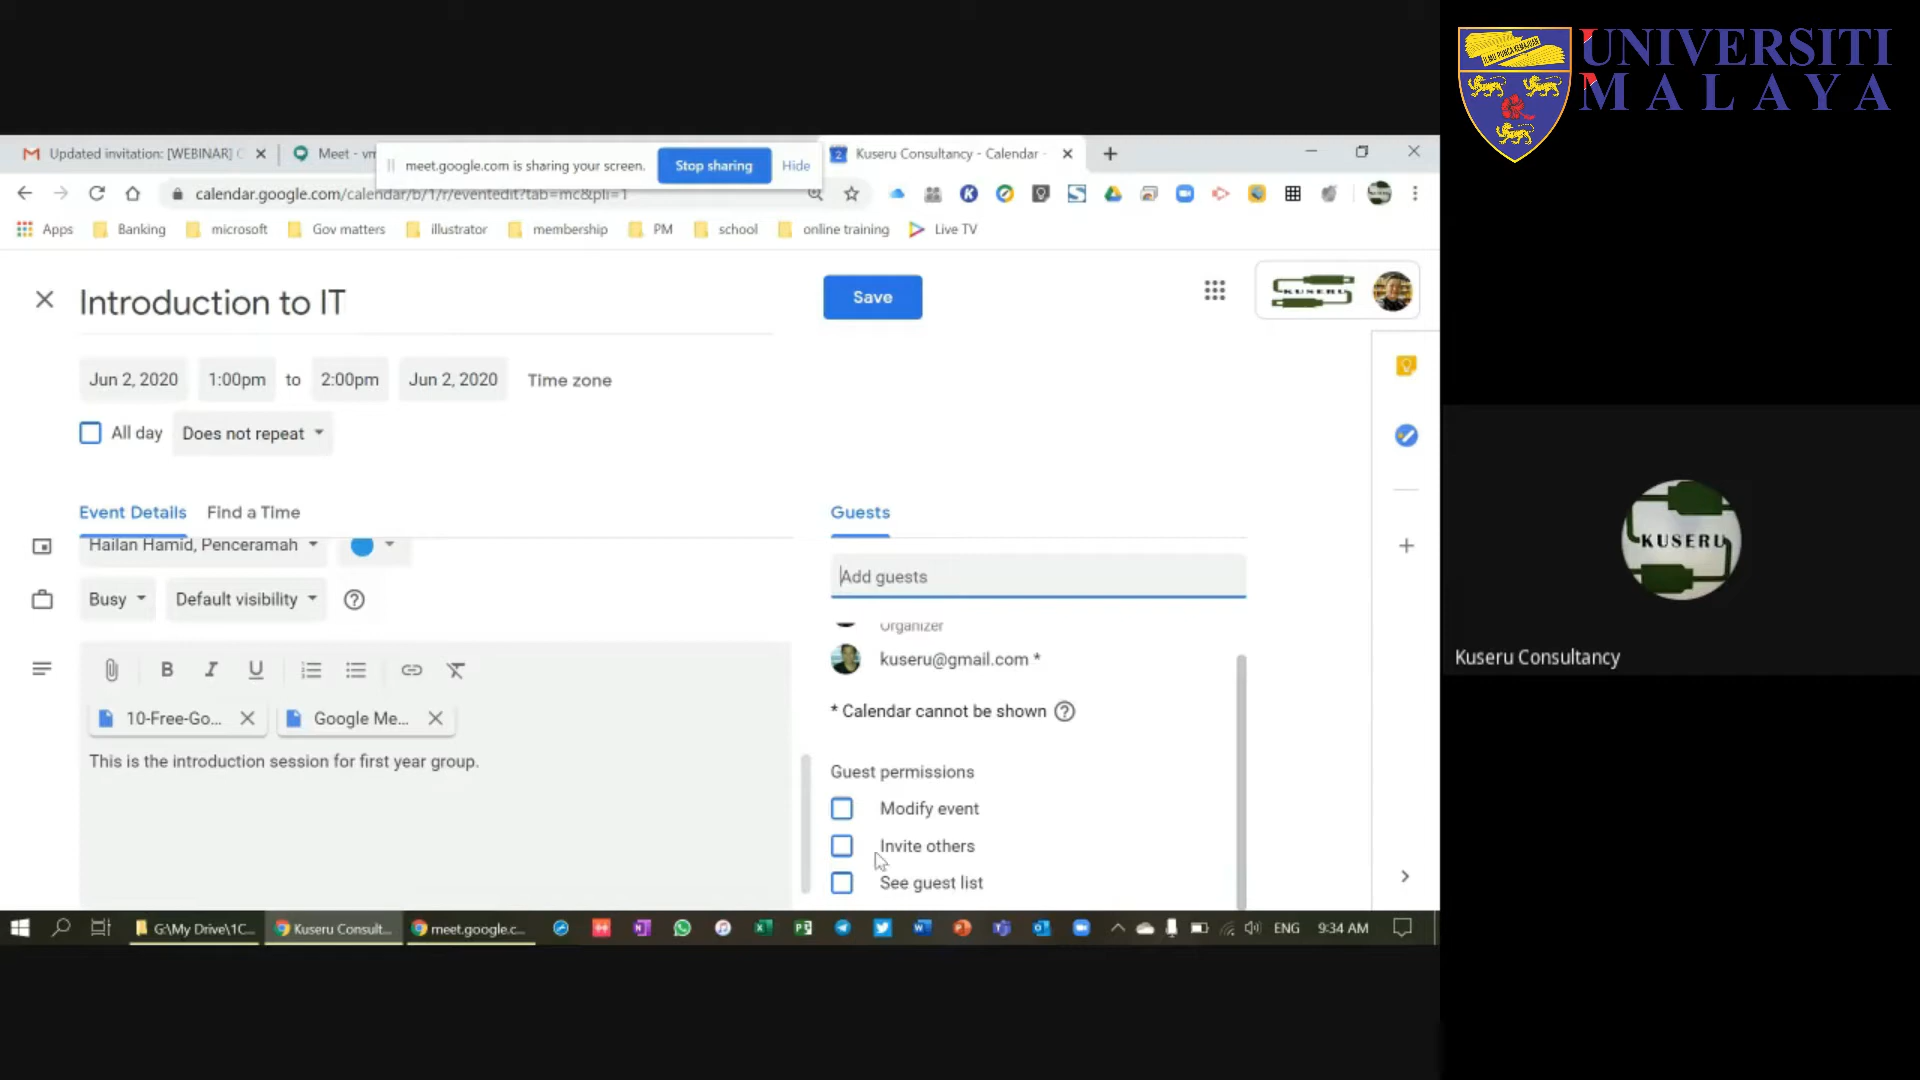 UNIVERSITI
MALAYA
ILMU PUNCA KEMAJUAN
Updated invitation: [WEBINAR]
Meet - vm
meet.google.com is sharing your screen.
Stop sharing
Hide
Kuseru Consultancy - Calendar -
calendar.google.com/calendar/b/1/r/eventedit?tab=mc&pli=1
Apps
Banking
microsoft
Gov matters
illustrator
membership
PM
school
online training
Live TV
Introduction to IT
Save
KUSERU
Jun 2, 2020
1:00pm
to
2:00pm
Jun 2, 2020
Time zone
All day
Does not repeat
Event Details
Find a Time
Guests
Hailan Hamid, Penceramah
Add guests
Busy
Default visibility
Organizer
kuseru@gmail.com *
10-Free-Go...
Google Me...
* Calendar cannot be shown
This is the introduction session for first year group.
Guest permissions
Modify event
Invite others
See guest list
KUSERU
Kuseru Consultancy
G:\My Drive\1C...
Kuseru Consult...
meet.google.c...
ENG
9:34 AM